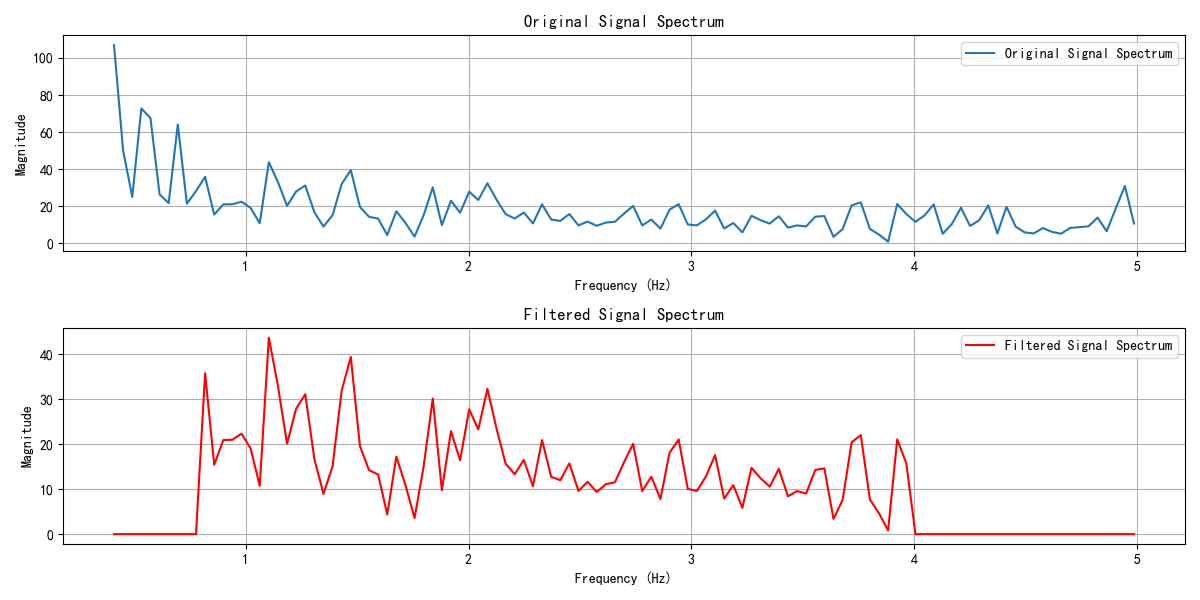 Original Signal Spectrum
Original Signal Spectrum
Magnitude
100
80
60
40
20
0
1
2
3
4
5
Frequency (Hz)
Filtered Signal Spectrum
Filtered Signal Spectrum
Magnitude
40
30
20
10
0
1
2
3
4
5
Frequency (Hz)